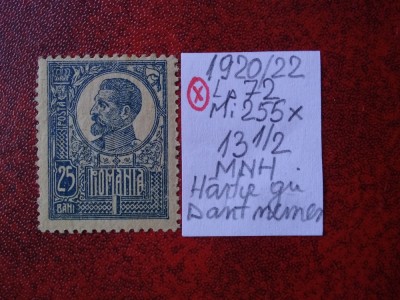 POSTA
25
BANI
ROMANIA
1920/22
x Lp 72
Mi 255x
13 1/2
MNH
Hartie gri
Dant